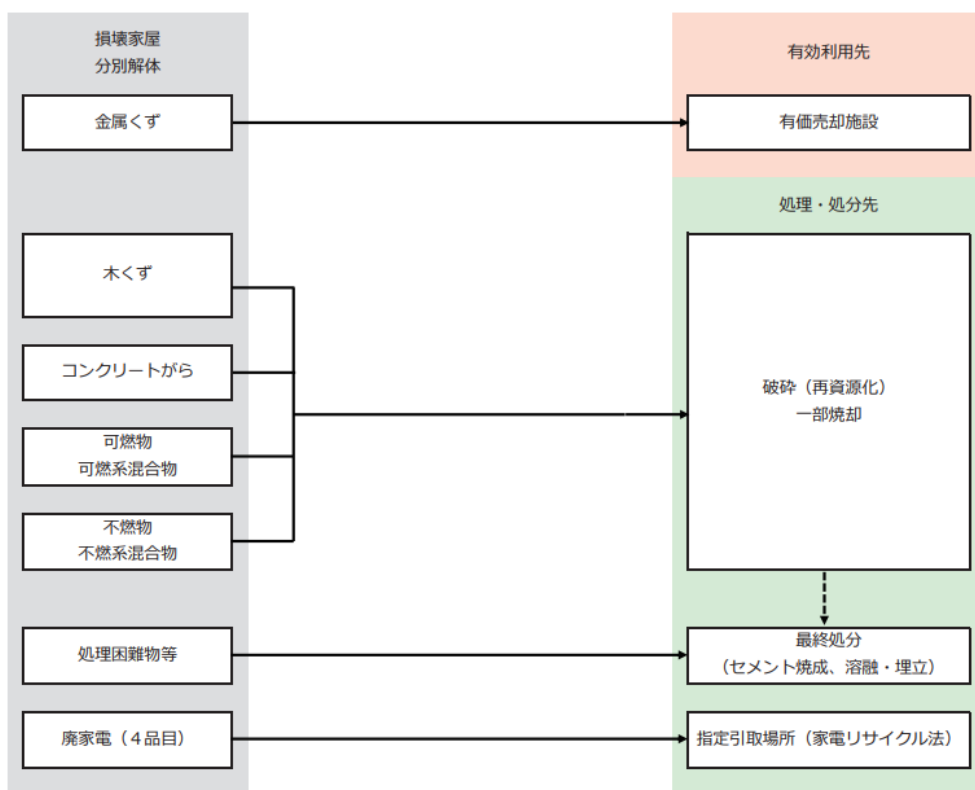 損壊家屋
分別解体
有効利用先
金属くず
有価売却施設
処理・処分先
木くず
コンクリートがら
可燃物
可燃系混合物
不燃物
不燃系混合物
破砕（再資源化）
一部焼却
処理困難物等
最終処分
（セメント焼成、溶融・埋立）
廃家電（４品目）
指定引取場所（家電リサイクル法）